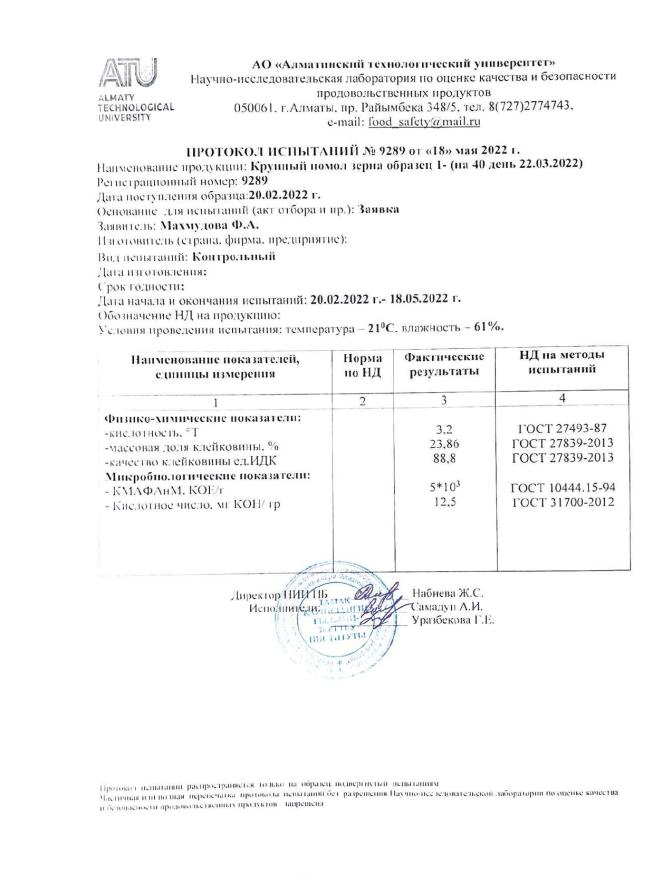 ATU
ALMATY
TECHNOLOGICAL
UNIVERSITY
АО «Алматинский технологический университет»
Научно-исследовательская лаборатория по оценке качества и безопасности
продовольственных продуктов
050061, г.Алматы, пр. Райымбека 348/5, тел. 8(727)2774743,
e-mail: food_safety@mail.ru
ПРОТОКОЛ ИСПЫТАНИЙ № 9289 от «18» мая 2022 г.
Наименование продукции: Крупный помол зерна образец 1- (на 40 день 22.03.2022)
Регистрационный номер: 9289
Дата поступления образца:20.02.2022 г.
Основание для испытаний (акт отбора и пр.): Заявка
Заявитель: Махмудова Ф.А.
Изготовитель (страна, фирма, предприятие):
Вид испытаний: Контрольный
Дата изготовления:
Срок годности:
Дата начала и окончания испытаний: 20.02.2022 г.- 18.05.2022 г.
Обозначение НД на продукцию:
Условия проведения испытания: температура – 21⁰С, влажность – 61%.
Наименование показателей, единицы измерения Норма по НД Фактические результаты НД на методы испытаний
1 2 3 4
Физико-химические показатели:
-кислотность, °Т 3,2 ГОСТ 27493-87
-массовая доля клейковины, % 23,86 ГОСТ 27839-2013
-качество клейковины ед.ИДК 88,8 ГОСТ 27839-2013
Микробиологические показатели:
- КМАФАнМ, КОЕ/г 5*10³ ГОСТ 10444.15-94
- Кислотное число, мг КОН/ гр 12,5 ГОСТ 31700-2012
Директор НИИ ПБ Набиева Ж.С.
Исполнители: Самадун А.И.
Уразбекова Г.Е.
ТАМАҚ
ИНСТИТУТЫ
Протокол испытаний распространяется только на образец, подвергнутый испытаниям
Частичная или полная перепечатка протокола испытаний без разрешения Научно-исследовательской лаборатории по оценке качества
и безопасности продовольственных продуктов запрещена